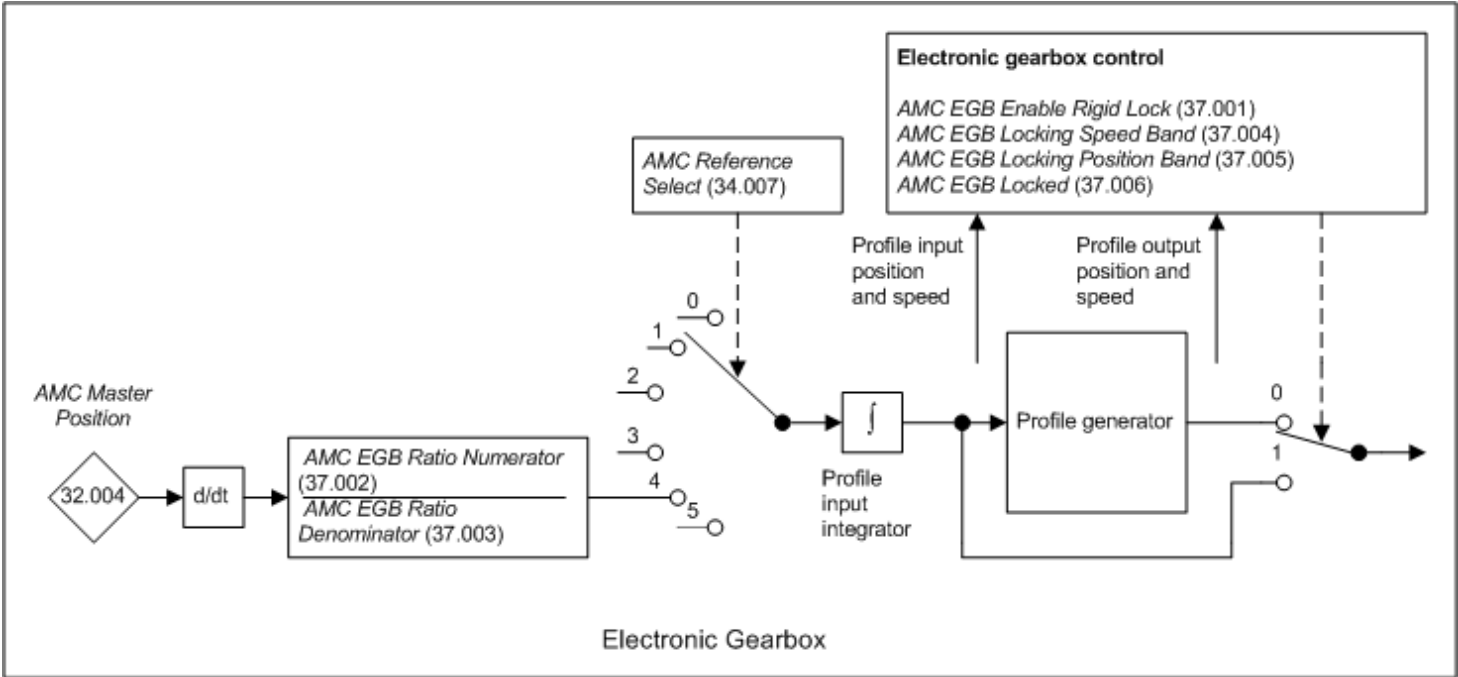 Electronic gearbox control
AMC EGB Enable Rigid Lock (37.001)
AMC EGB Locking Speed Band (37.004)
AMC EGB Locking Position Band (37.005)
AMC EGB Locked (37.006)
AMC Reference
Select (34.007)
Profile input
position
and speed
Profile output
position and
speed
0
1
2
3
4
5
AMC Master
Position
32.004
d/dt
AMC EGB Ratio Numerator
(37.002)
AMC EGB Ratio
Denominator (37.003)
∫
Profile
input
integrator
Profile generator
0
1
Electronic Gearbox